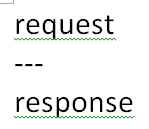 request
---
response